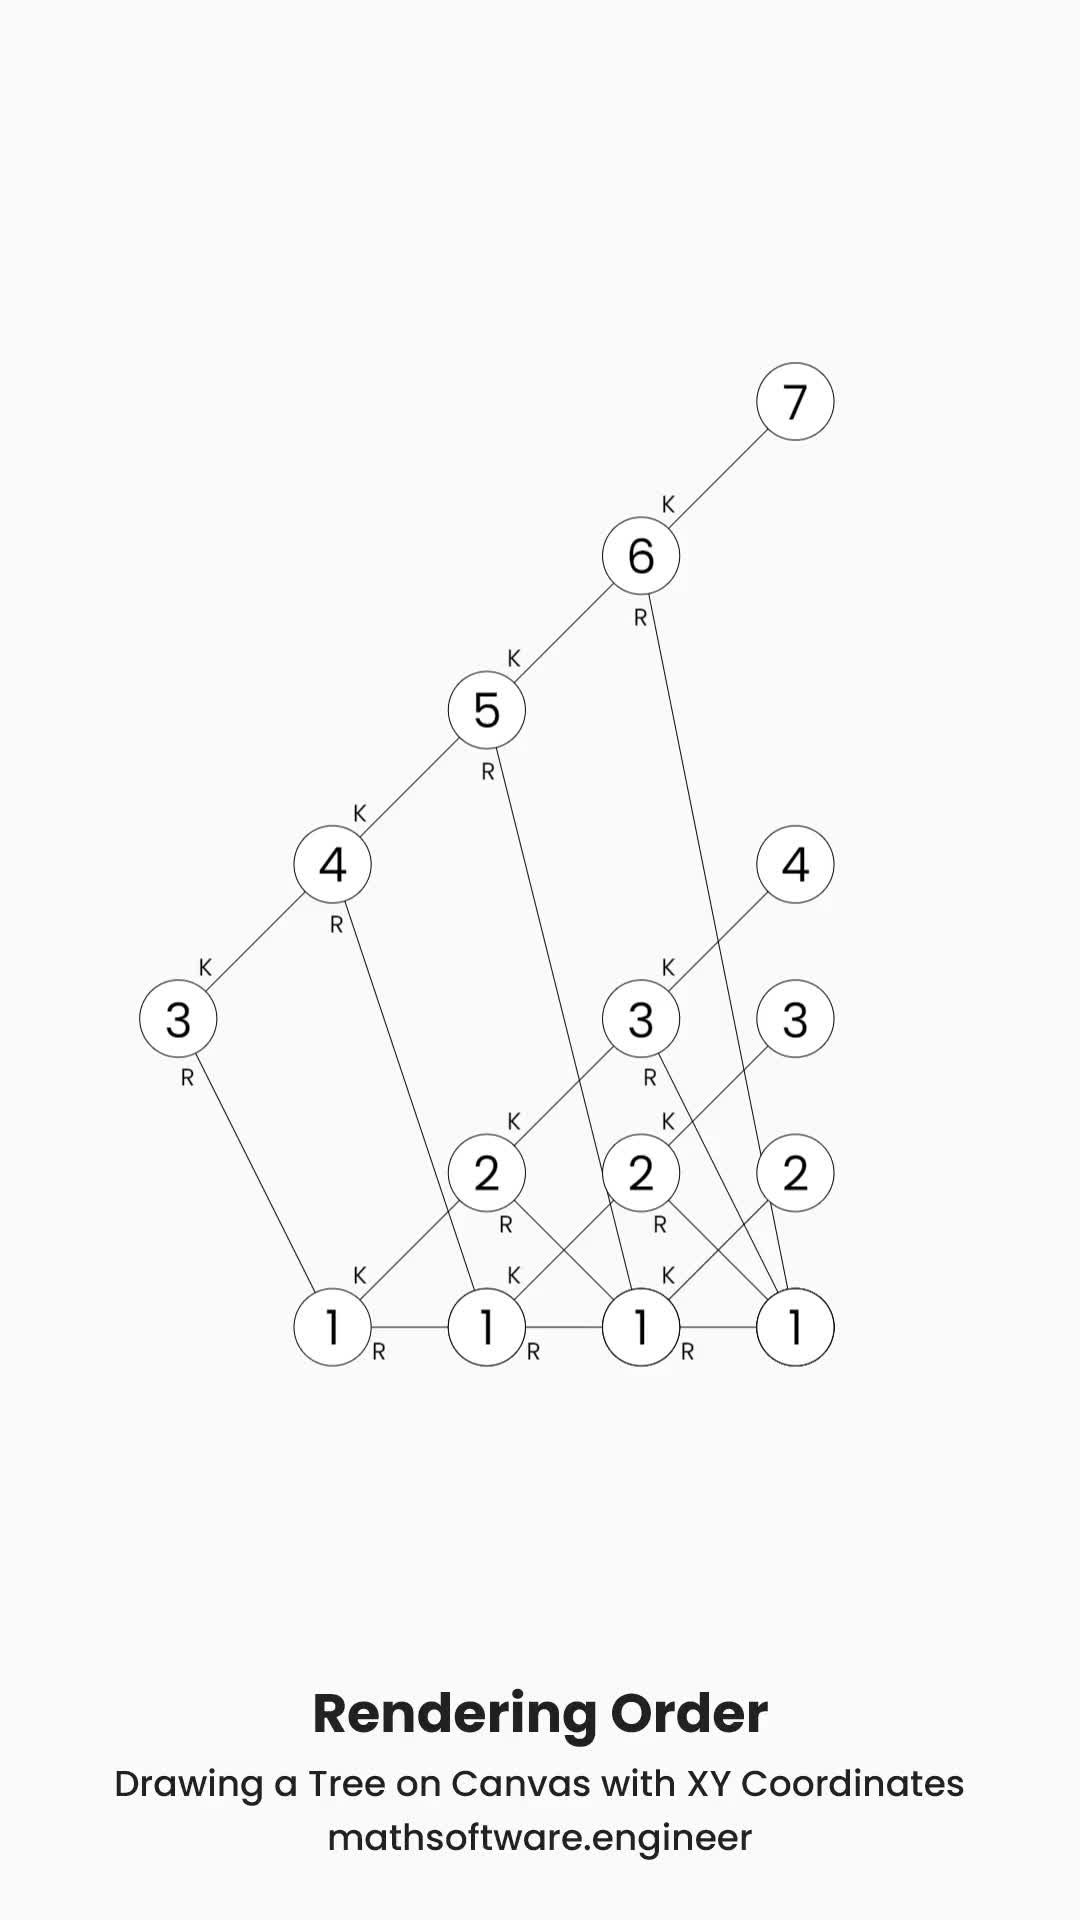 7
K
6
R
K
5
R
K
4
4
R
K
K
3
3
3
R
R
K
K
2
2
2
R
R
K
K
K
1
1
1
1
R
R
R
Rendering Order
Drawing a Tree on Canvas with XY Coordinates
mathsoftware.engineer